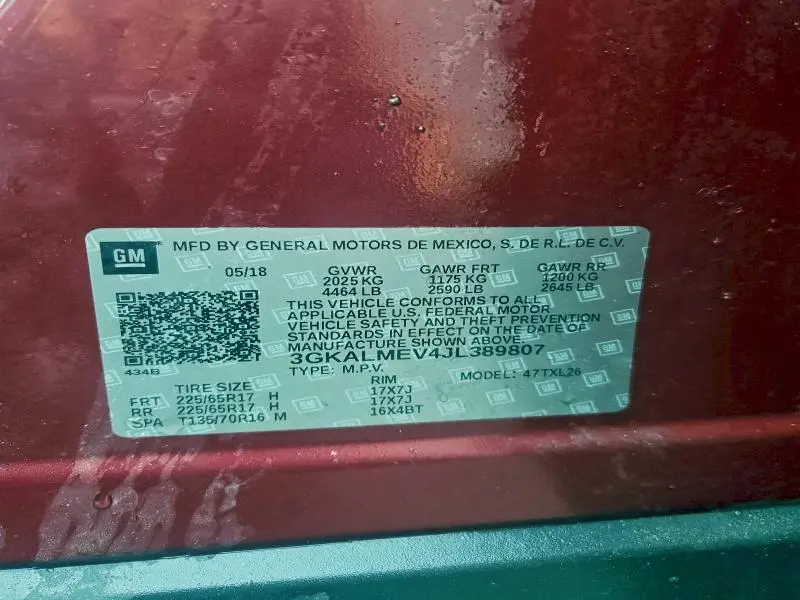 GM MFD BY GENERAL MOTORS DE MEXICO, S. DE R.L. DE C.V.
05/18 GVWR GAWR FRT GAWR RR
2025 KG 1175 KG 1200 KG
4464 LB 2590 LB 2645 LB
THIS VEHICLE CONFORMS TO ALL
APPLICABLE U.S. FEDERAL MOTOR
VEHICLE SAFETY AND THEFT PREVENTION
STANDARDS IN EFFECT ON THE DATE OF
MANUFACTURE SHOWN ABOVE.
3GKALMEV4JL389807
434B TYPE: M.P.V. MODEL: 47TXL26
TIRE SIZE RIM
FRT 225/65R17 H 17X7J
RR 225/65R17 H 17X7J
SPA T135/70R16 M 16X4BT